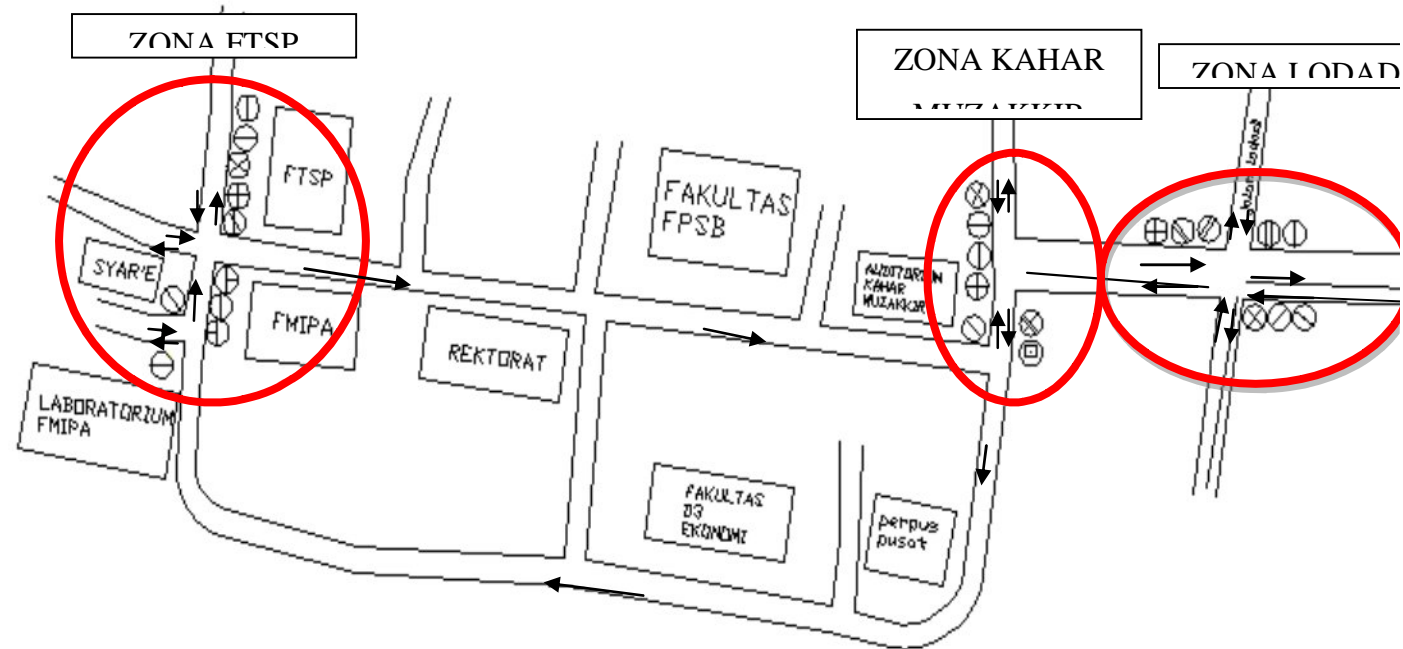 ZONA FTSP
ZONA KAHAR
MUZAKKIR
ZONA LODAD
FTSP
FAKULTAS
FPSB
SYAR'E
AUDITORIUM
KAHAR
MUZAKKIR
FMIPA
REKTORAT
LABORATORIUM
FMIPA
FAKULTAS
D3
EKONOMI
perpus
pusat